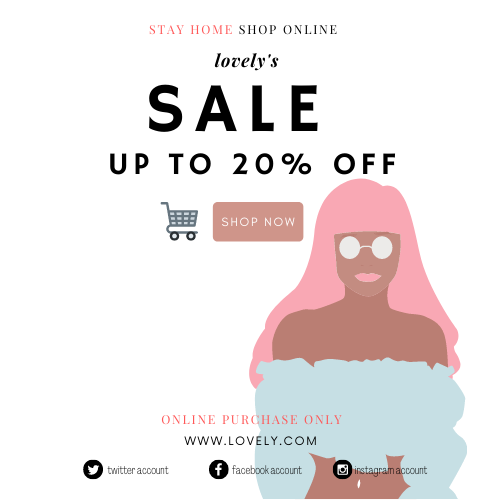 STAY HOME SHOP ONLINE
lovely's
SALE
UP TO 20% OFF
SHOP NOW
ONLINE PURCHASE ONLY
WWW.LOVELY.COM
twitter account facebook account instagram account